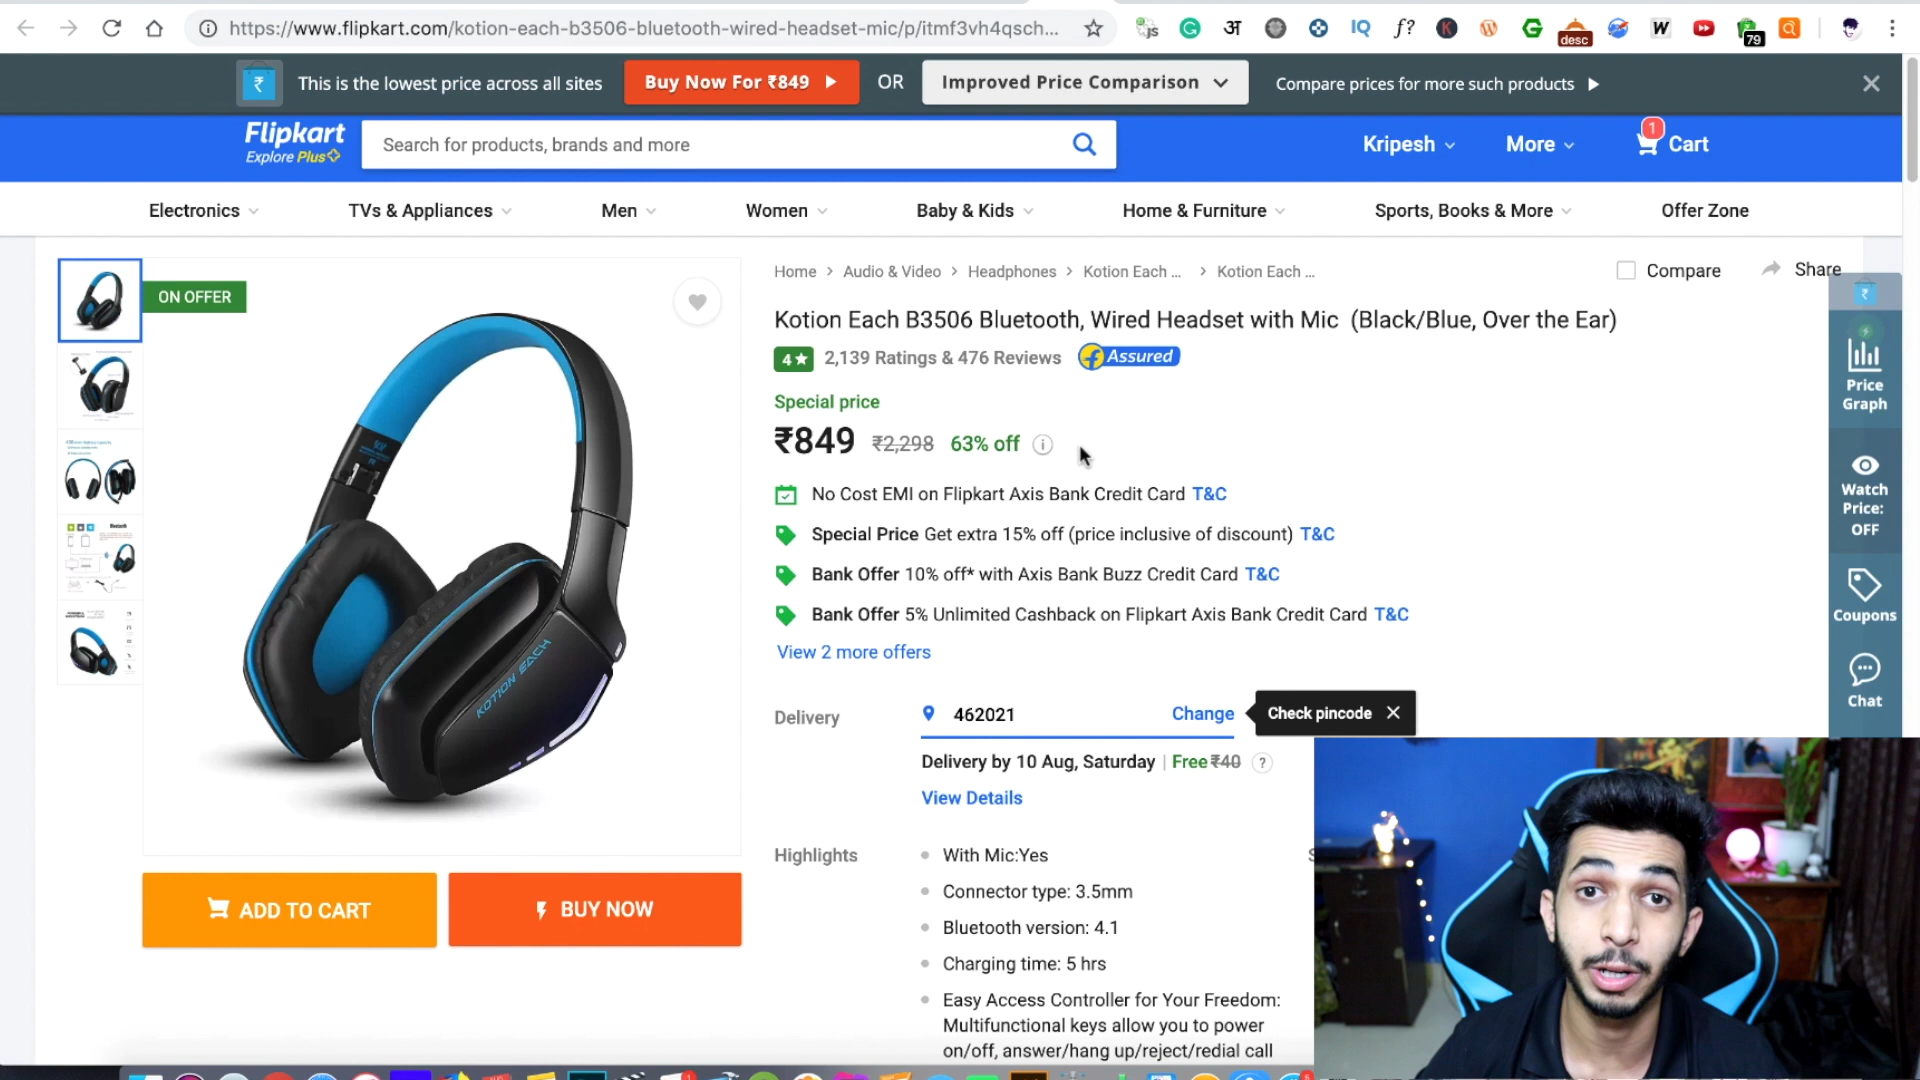 https://www.flipkart.com/kotion-each-b3506-bluetooth-wired-headset-mic/p/itmf3vh4qsch...
desc
79
This is the lowest price across all sites
Buy Now For ₹849
OR
Improved Price Comparison
Compare prices for more such products
Flipkart
Explore Plus
Search for products, brands and more
Kripesh
More
1
Cart
Electronics
TVs & Appliances
Men
Women
Baby & Kids
Home & Furniture
Sports, Books & More
Offer Zone
ON OFFER
Home > Audio & Video > Headphones > Kotion Each ... > Kotion Each ...
Compare
Share
Kotion Each B3506 Bluetooth, Wired Headset with Mic (Black/Blue, Over the Ear)
4★ 2,139 Ratings & 476 Reviews
Assured
Special price
₹849 ₹2,298 63% off
No Cost EMI on Flipkart Axis Bank Credit Card T&C
Special Price Get extra 15% off (price inclusive of discount) T&C
Bank Offer 10% off* with Axis Bank Buzz Credit Card T&C
Bank Offer 5% Unlimited Cashback on Flipkart Axis Bank Credit Card T&C
View 2 more offers
Delivery
462021
Change
Check pincode
Delivery by 10 Aug, Saturday | Free ₹40
View Details
Highlights
With Mic:Yes
Connector type: 3.5mm
Bluetooth version: 4.1
Charging time: 5 hrs
Easy Access Controller for Your Freedom:
Multifunctional keys allow you to power
on/off, answer/hang up/reject/redial call
ADD TO CART
BUY NOW
KOTION EACH
Price
Graph
Watch
Price:
OFF
Coupons
Chat